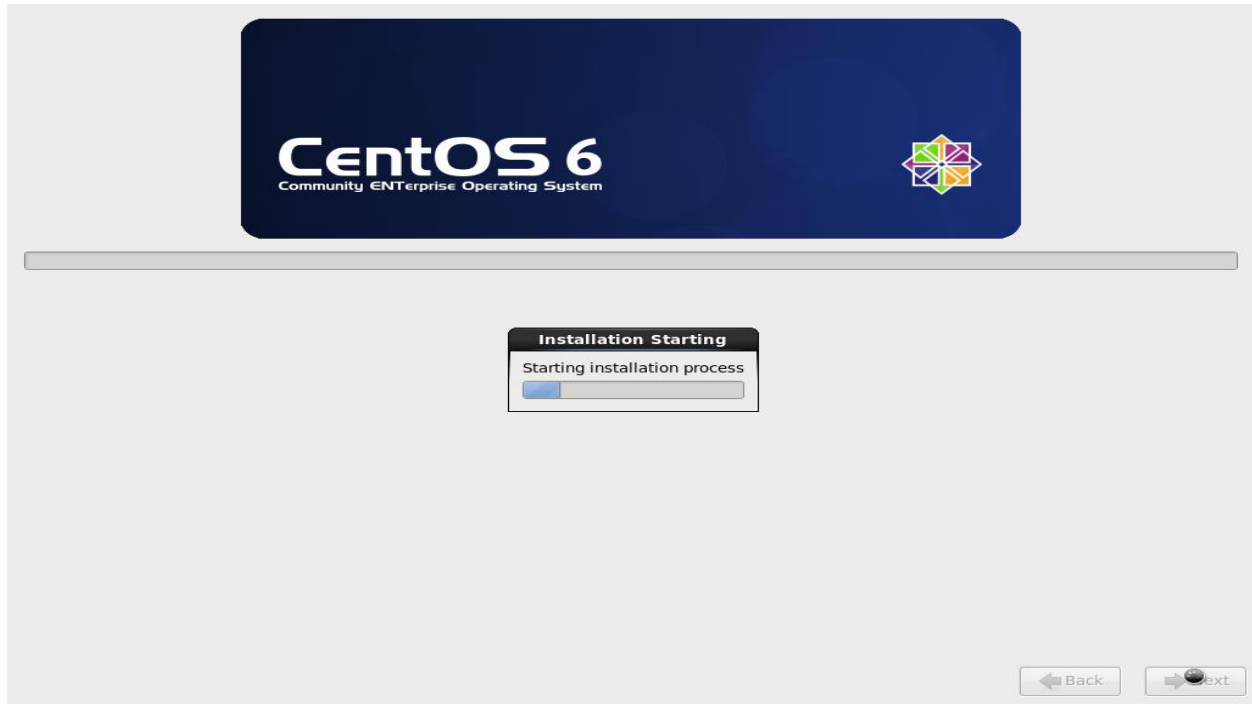 CentOS 6
Community ENTerprise Operating System
Installation Starting
Starting installation process
Back